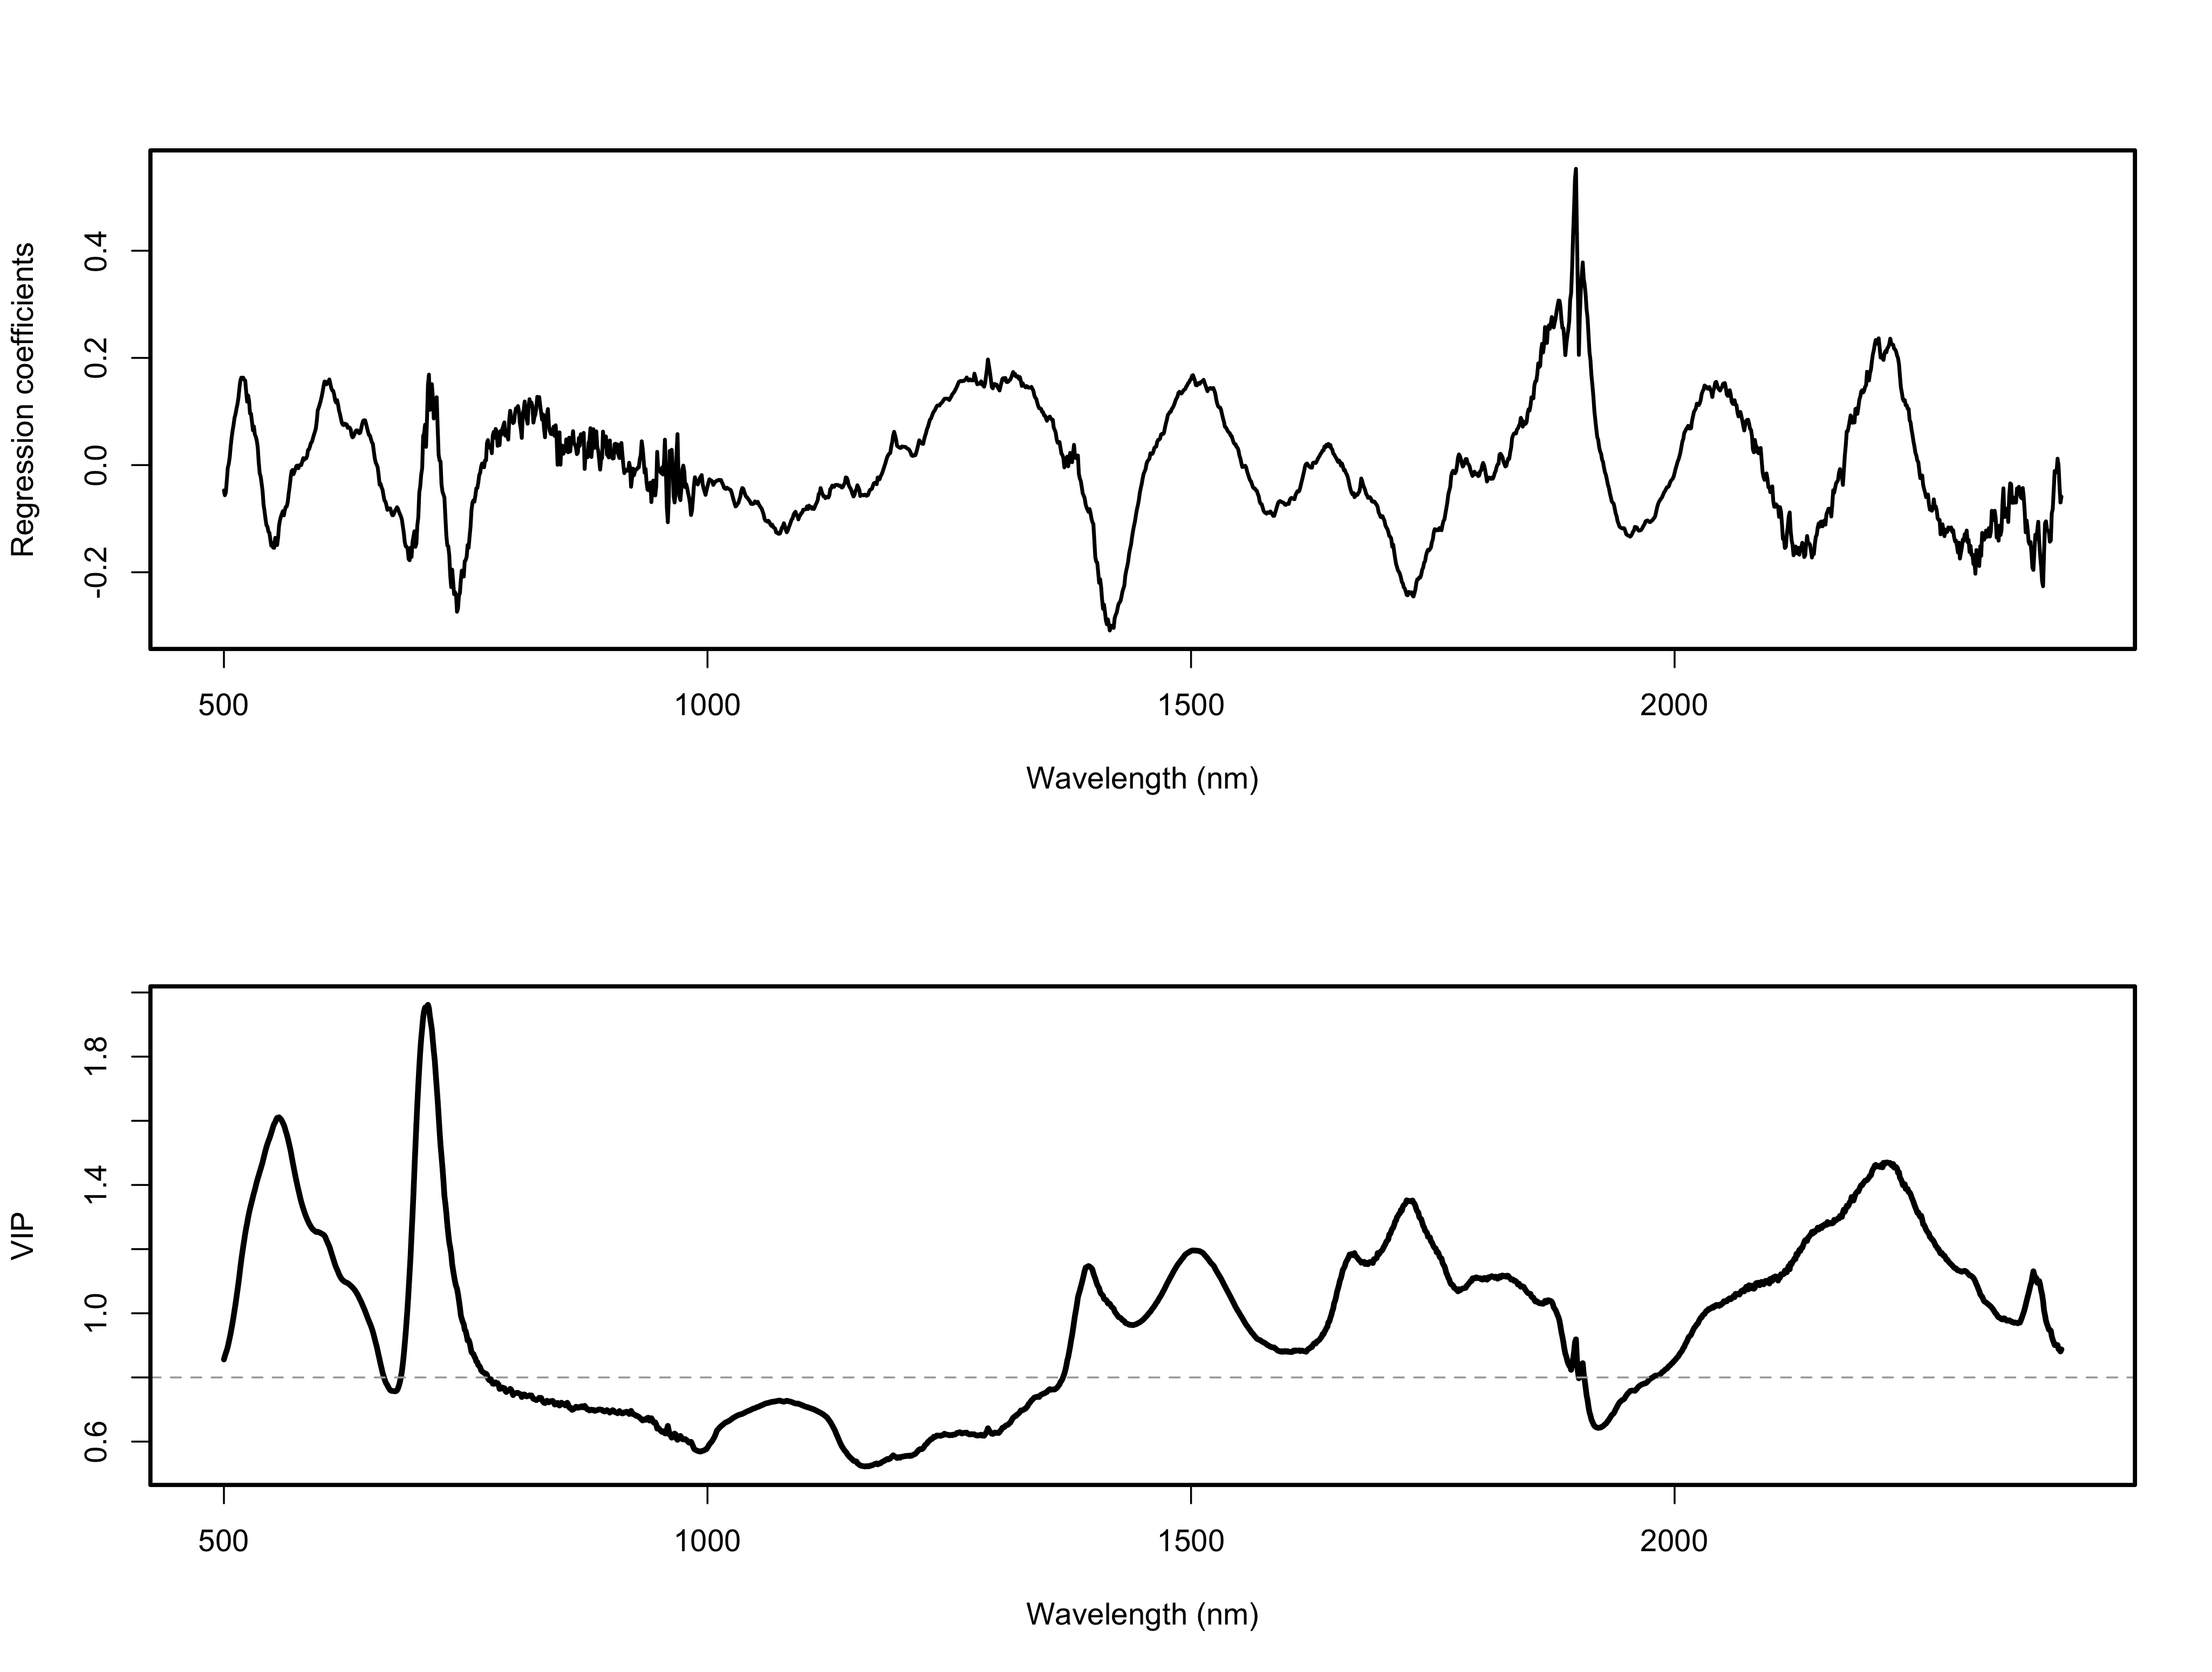 Regression coefficients
0.4
0.2
0.0
-0.2
500 1000 1500 2000
Wavelength (nm)
VIP
1.8
1.4
1.0
0.6
500 1000 1500 2000
Wavelength (nm)